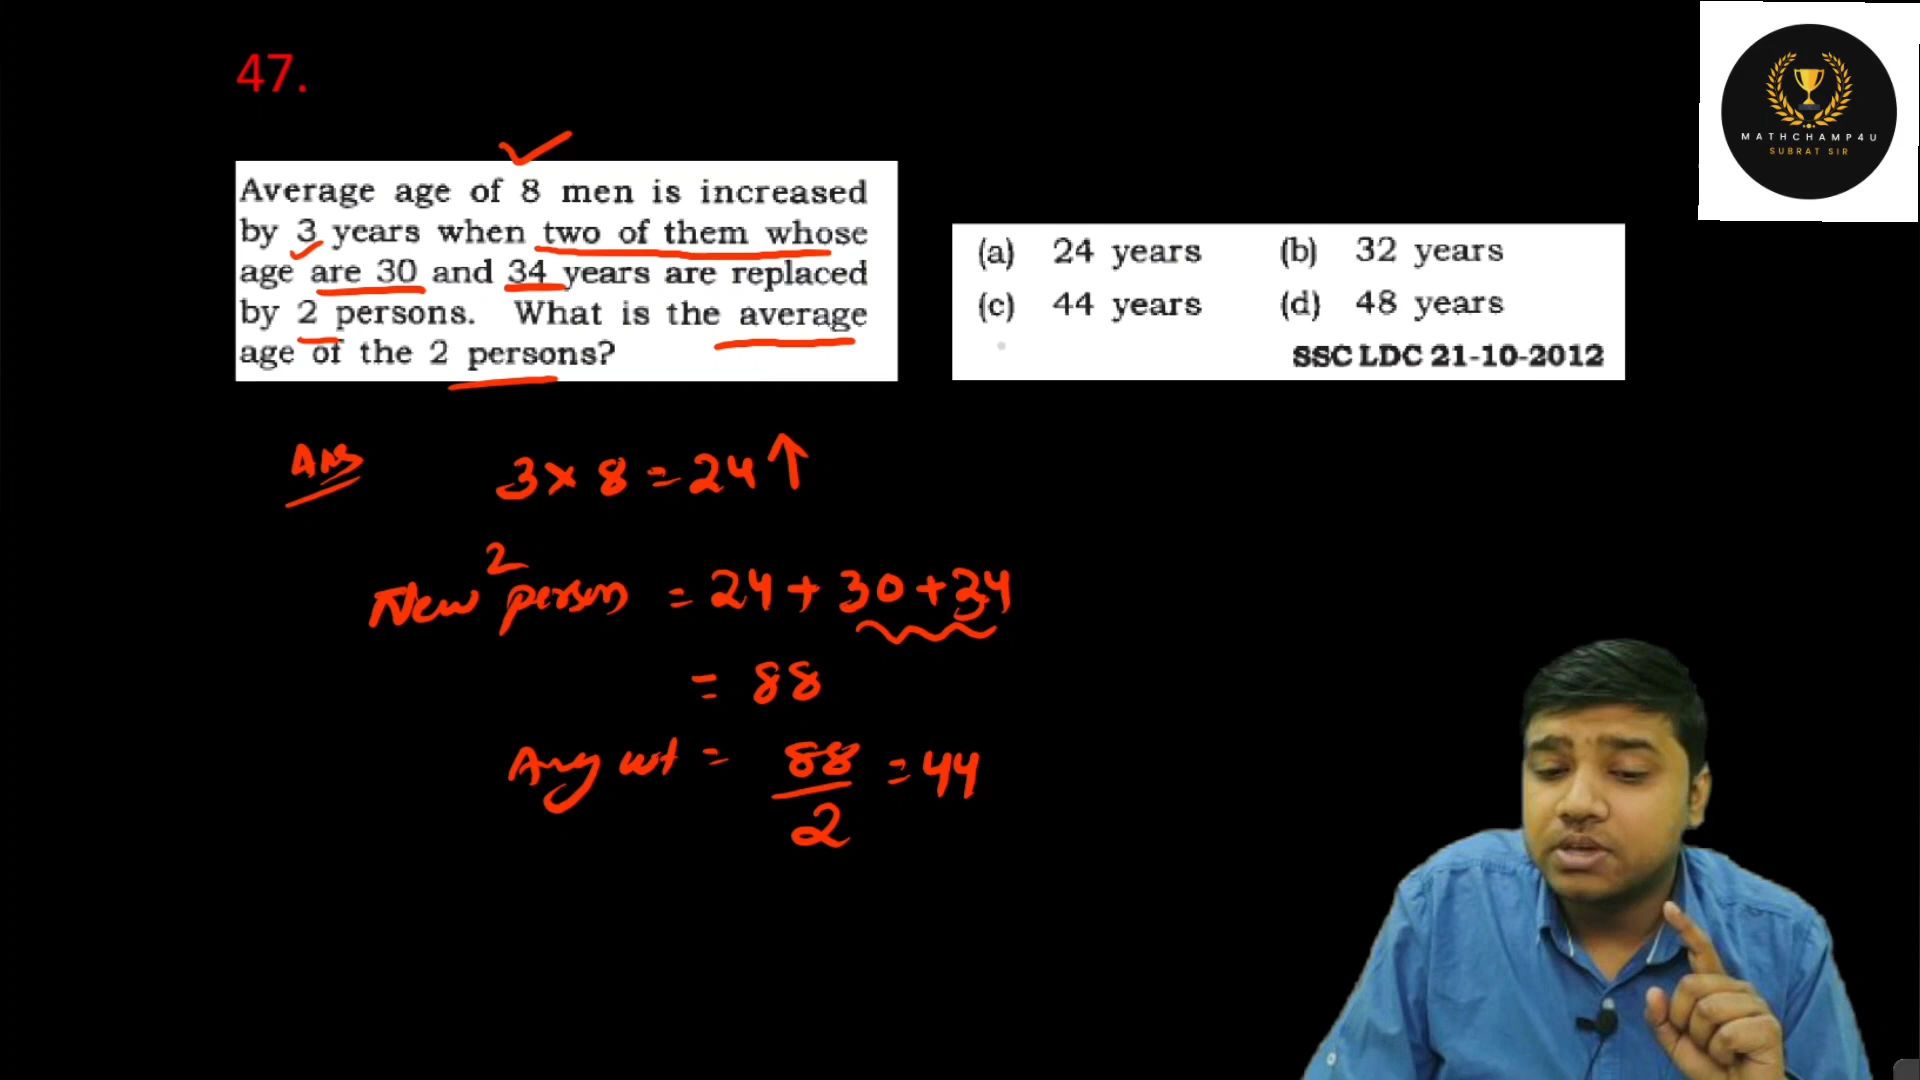 47.
Average age of 8 men is increased
by 3 years when two of them whose
age are 30 and 34 years are replaced
by 2 persons. What is the average
age of the 2 persons?
(a) 24 years (b) 32 years
(c) 44 years (d) 48 years
SSC LDC 21-10-2012
MATHCHAMP4U
SUBRAT SIR
Ans 3 × 8 = 24 ↑
New 2 person = 24 + 30 + 34
= 88
Avg wt = 88/2 = 44